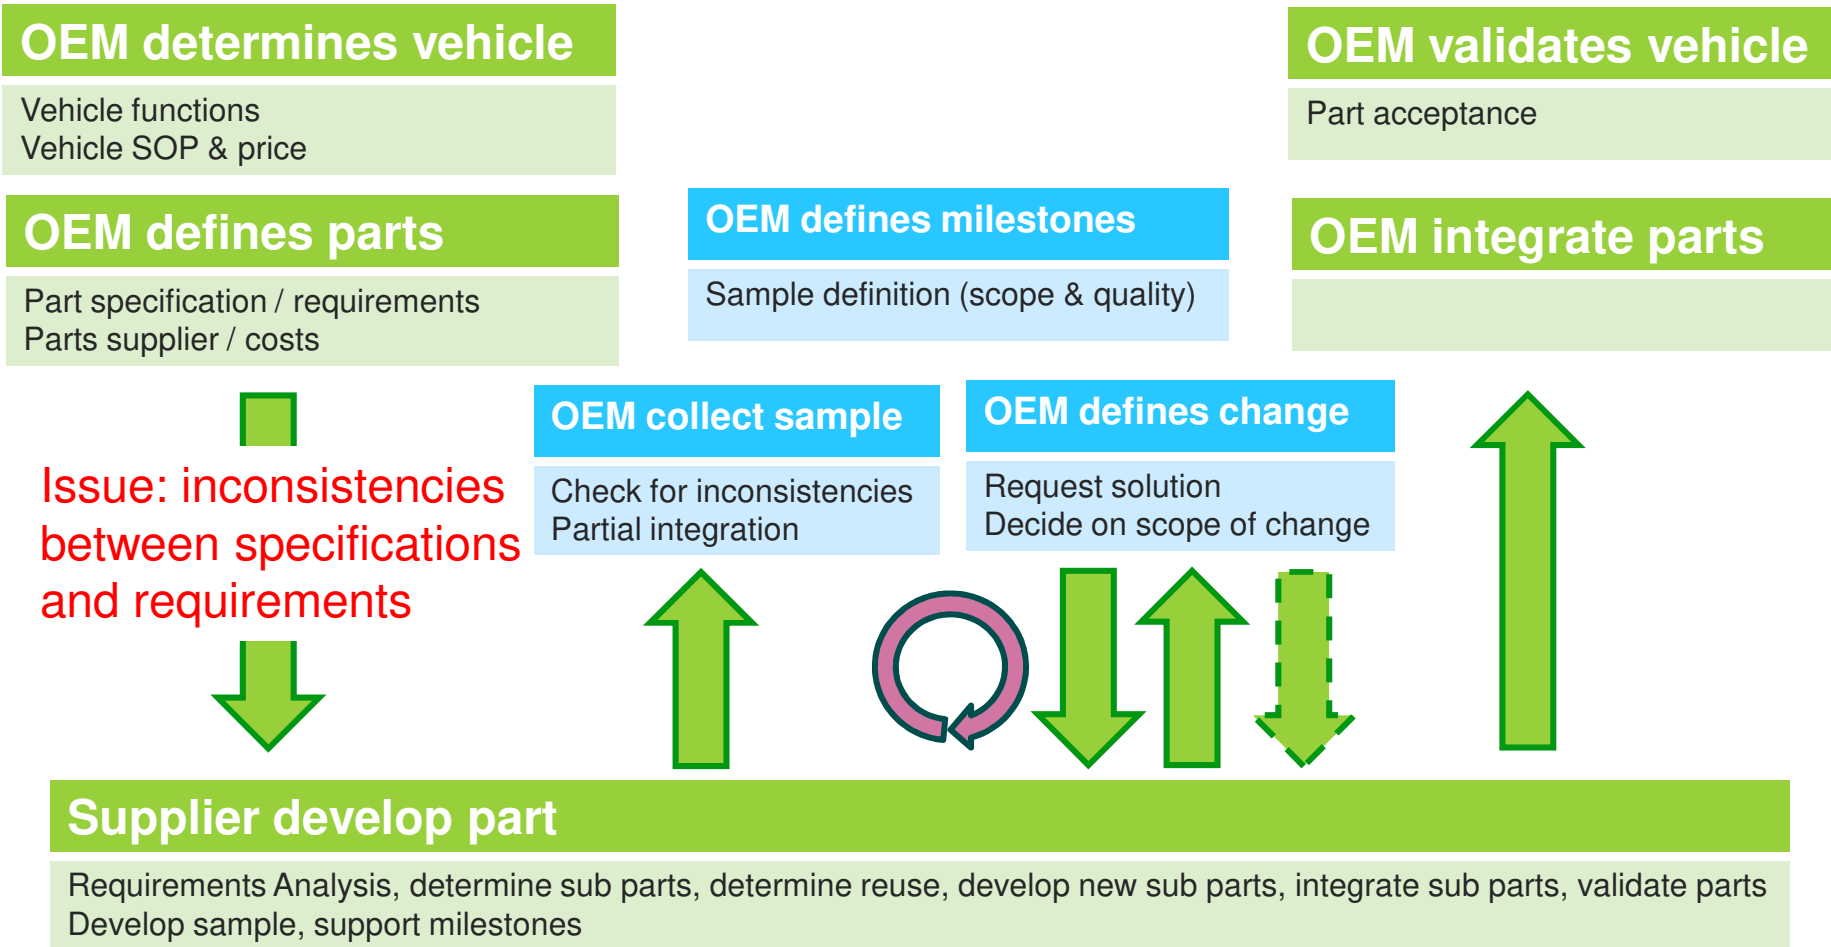 OEM determines vehicle
Vehicle functions
Vehicle SOP & price
OEM defines parts
Part specification / requirements
Parts supplier / costs
Issue: inconsistencies
between specifications
and requirements
OEM defines milestones
Sample definition (scope & quality)
OEM collect sample
Check for inconsistencies
Partial integration
OEM defines change
Request solution
Decide on scope of change
OEM validates vehicle
Part acceptance
OEM integrate parts
Supplier develop part
Requirements Analysis, determine sub parts, determine reuse, develop new sub parts, integrate sub parts, validate parts
Develop sample, support milestones